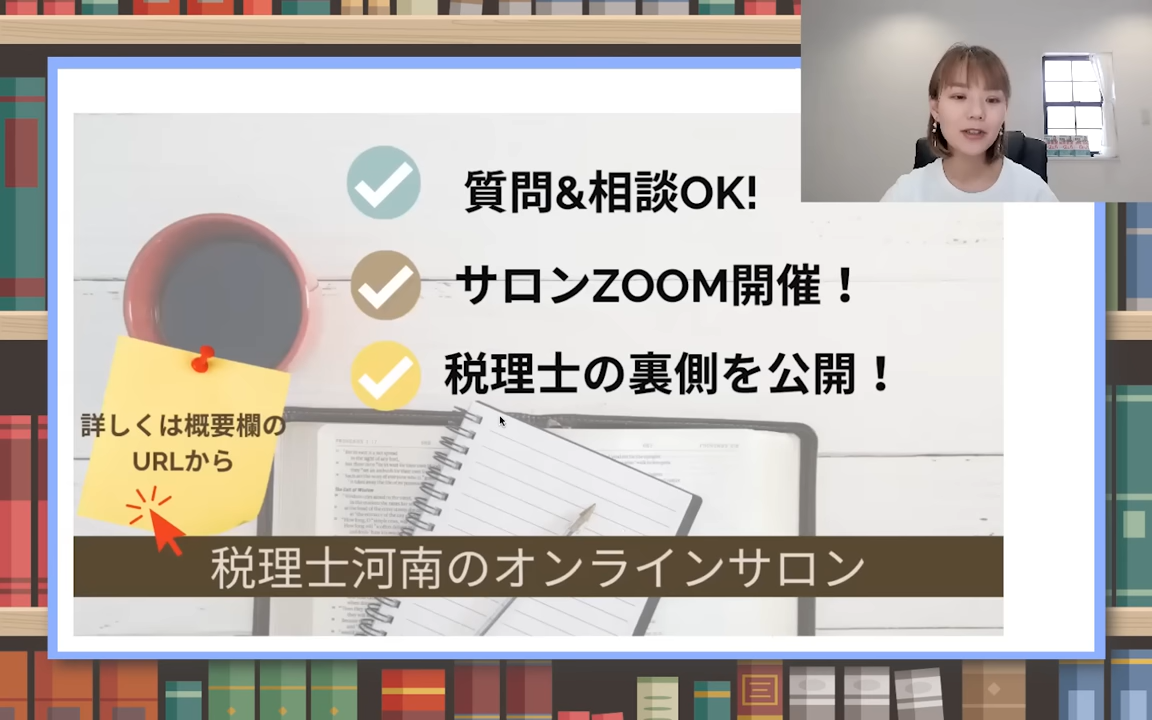 質問&相談OK!
サロンZOOM開催！
税理士の裏側を公開！
詳しくは概要欄の
URLから
税理士河南のオンラインサロン